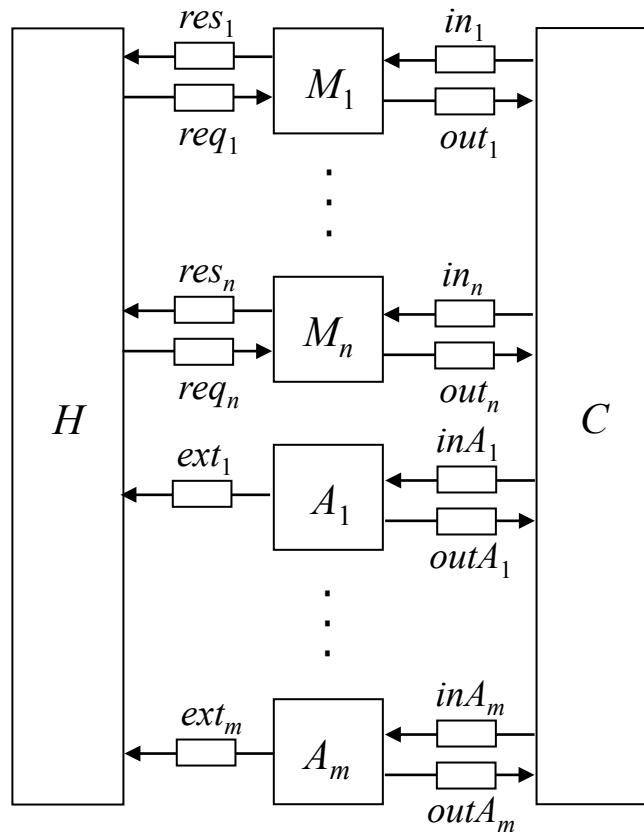 res₁ in₁
M₁
req₁ out₁
resₙ inₙ
Mₙ
reqₙ outₙ
H C
ext₁ inA₁
A₁
outA₁
extₘ inAₘ
Aₘ
outAₘ